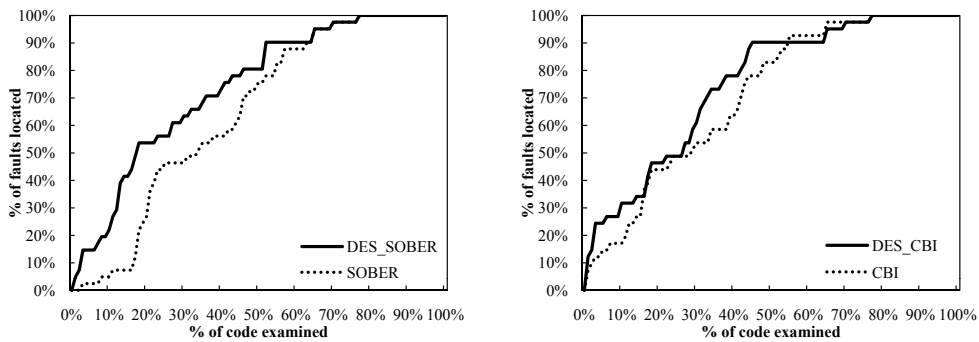 % of faults located
100%
90%
80%
70%
60%
50%
40%
30%
20%
10%
0%
DES_SOBER
SOBER
0% 10% 20% 30% 40% 50% 60% 70% 80% 90% 100%
% of code examined
% of faults located
100%
90%
80%
70%
60%
50%
40%
30%
20%
10%
0%
DES_CBI
CBI
0% 10% 20% 30% 40% 50% 60% 70% 80% 90% 100%
% of code examined